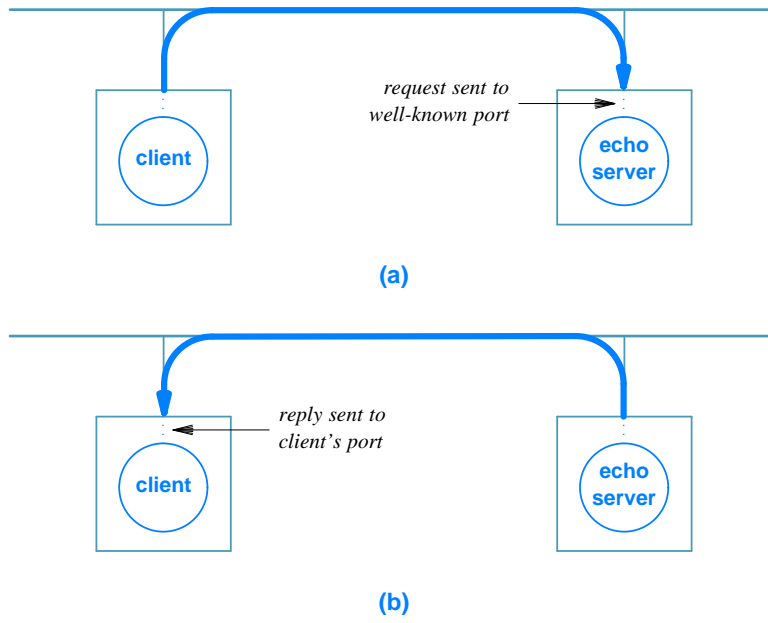 request sent to
well-known port
client
echo
server
(a)
reply sent to
client's port
client
echo
server
(b)